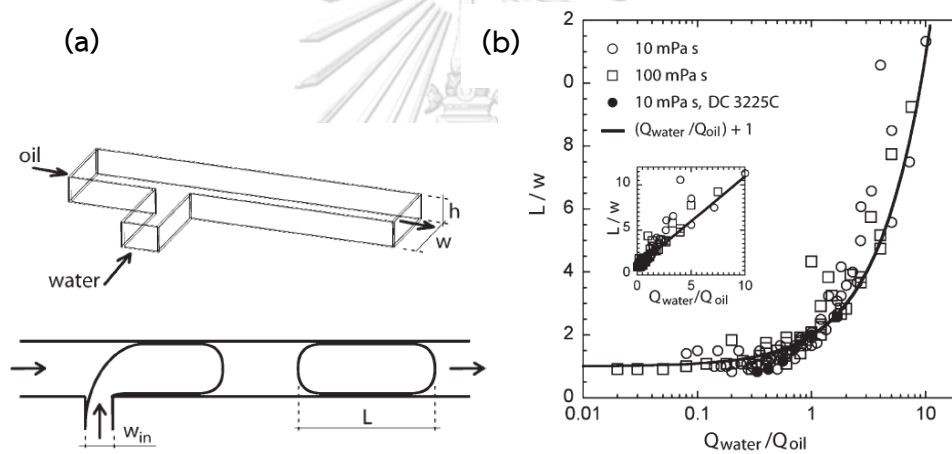 (a)
oil
water
h
w
w_in
L
(b)
○ 10 mPa s
□ 100 mPa s
● 10 mPa s, DC 3225C
— (Q_water /Q_oil) + 1
L / w
2
0
8
6
4
2
0
0.01 0.1 1 10
Q_water /Q_oil
L / w
10
5
0
0 5 10
Q_water/Q_oil